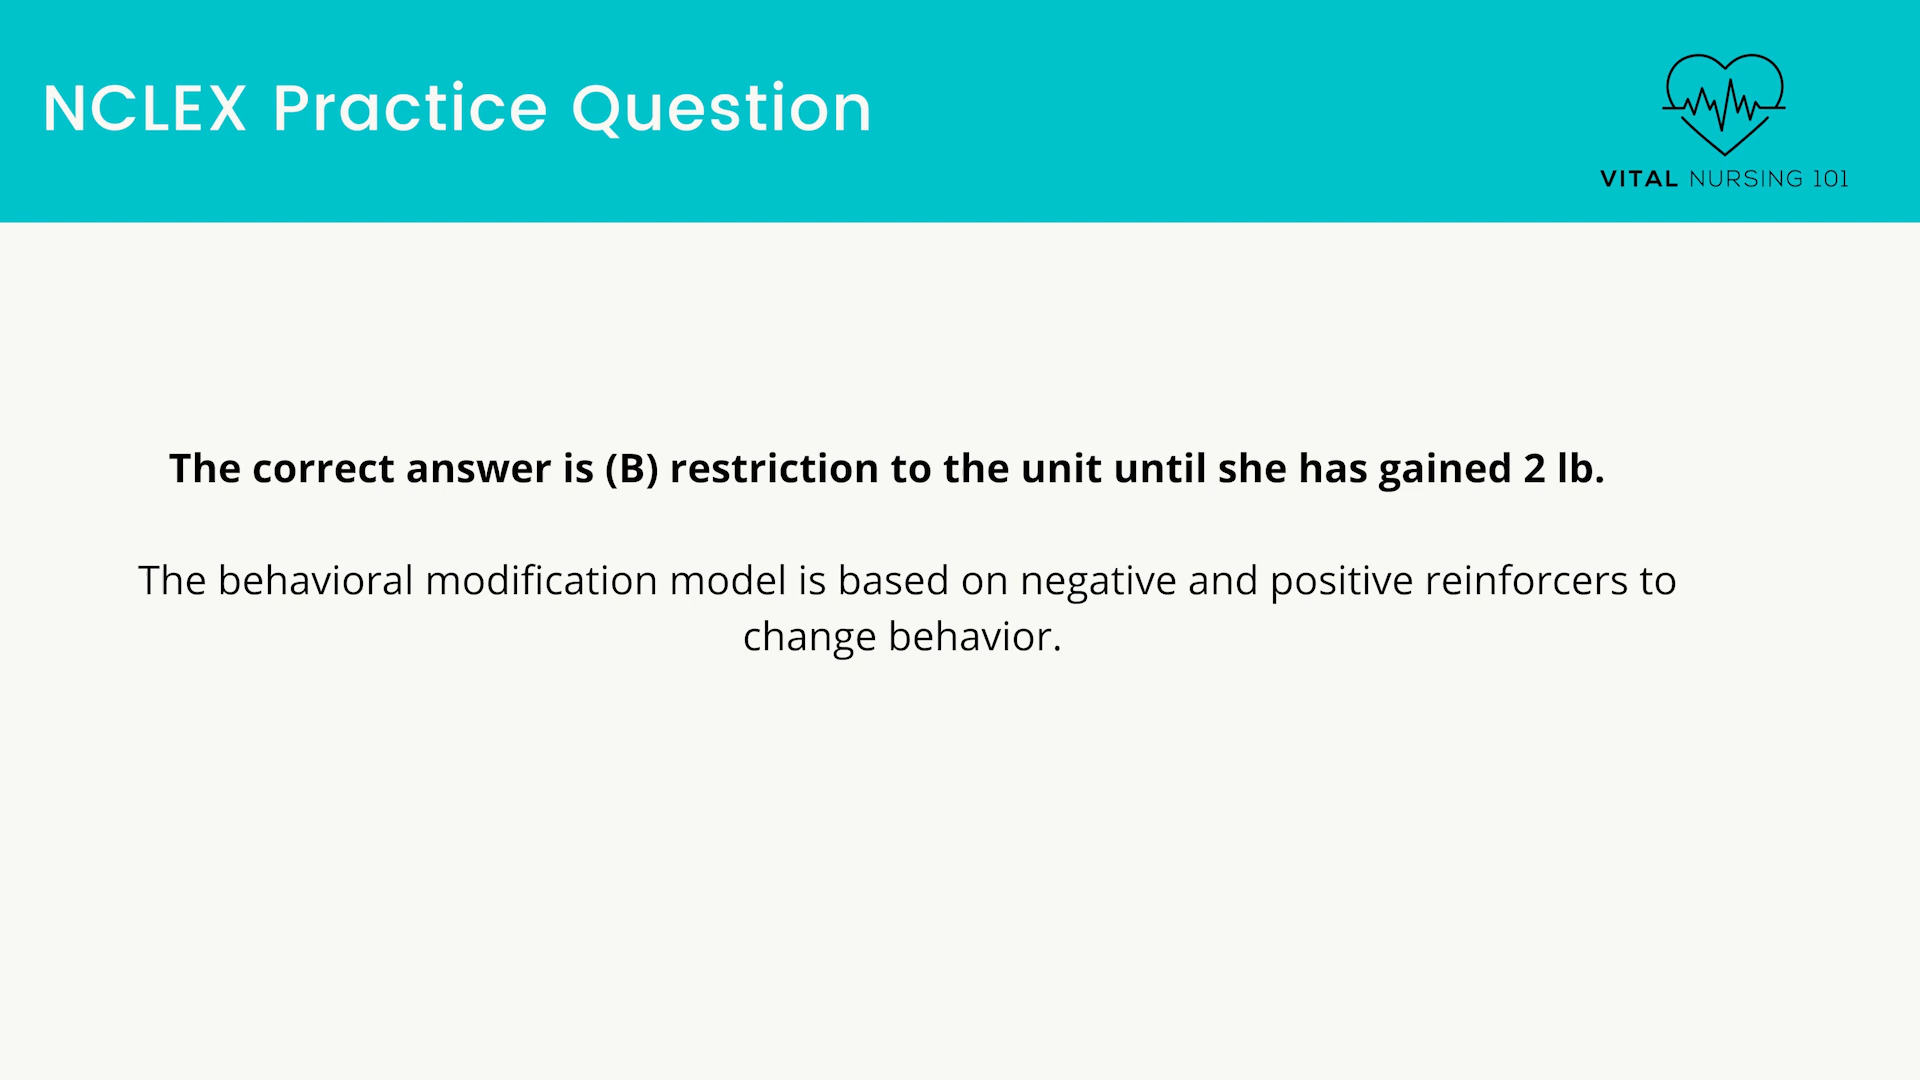 NCLEX Practice Question
VITAL NURSING 101
The correct answer is (B) restriction to the unit until she has gained 2 lb.
The behavioral modification model is based on negative and positive reinforcers to
change behavior.